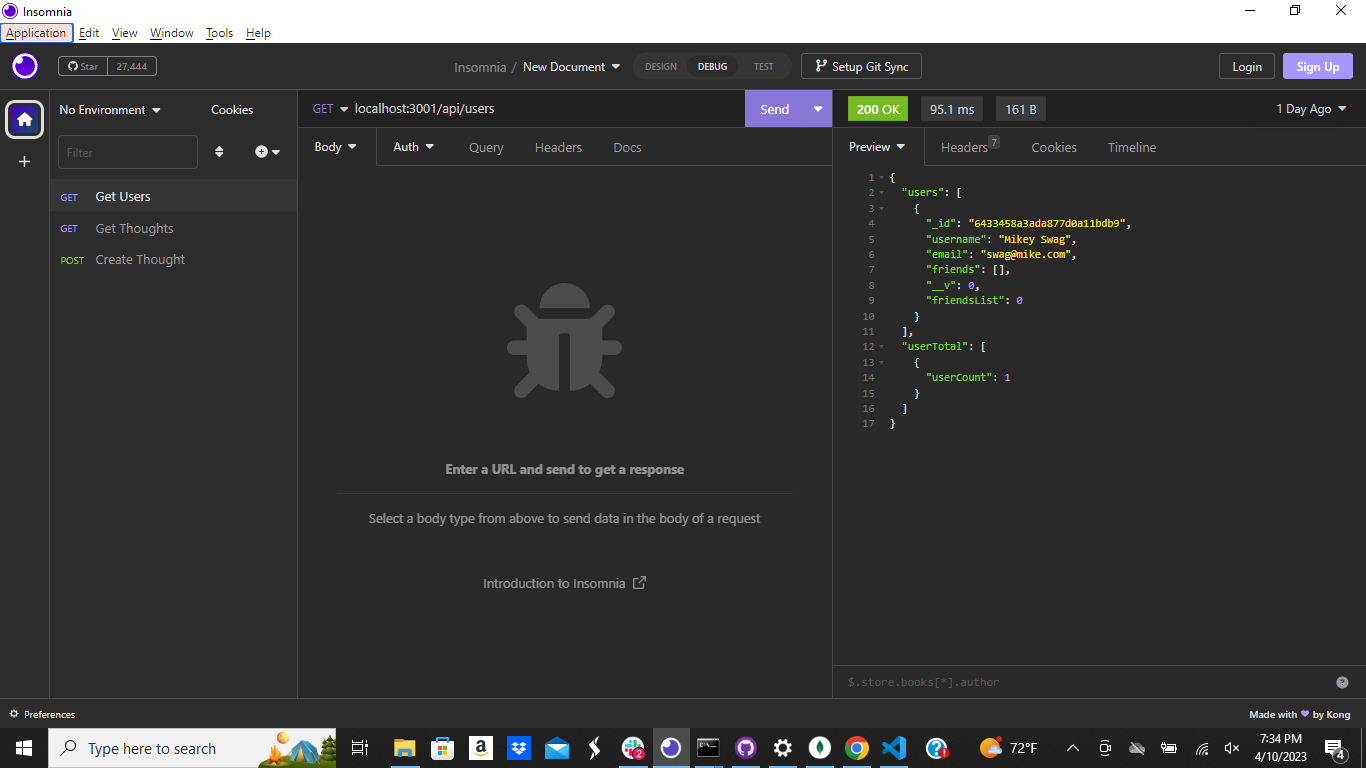 Insomnia
Application Edit View Window Tools Help
Star 27,444
Insomnia / New Document
DESIGN DEBUG TEST
Setup Git Sync
Login
Sign Up
No Environment
Cookies
GET localhost:3001/api/users
Send
200 OK
95.1 ms
161 B
1 Day Ago
Filter
Body Auth Query Headers Docs
Preview Headers 7 Cookies Timeline
GET Get Users
GET Get Thoughts
POST Create Thought
Enter a URL and send to get a response
Select a body type from above to send data in the body of a request
Introduction to Insomnia
1 {
2 "users": [
3 {
4 "_id": "6433458a3ada877d0a11bdb9",
5 "username": "Mikey Swag",
6 "email": "swag@mike.com",
7 "friends": [],
8 "__v": 0,
9 "friendsList": 0
10 }
11 ],
12 "userTotal": [
13 {
14 "userCount": 1
15 }
16 ]
17 }
$.store.books[*].author
Preferences
Made with by Kong
Type here to search
2
72°F
7:34 PM
4/10/2023
4